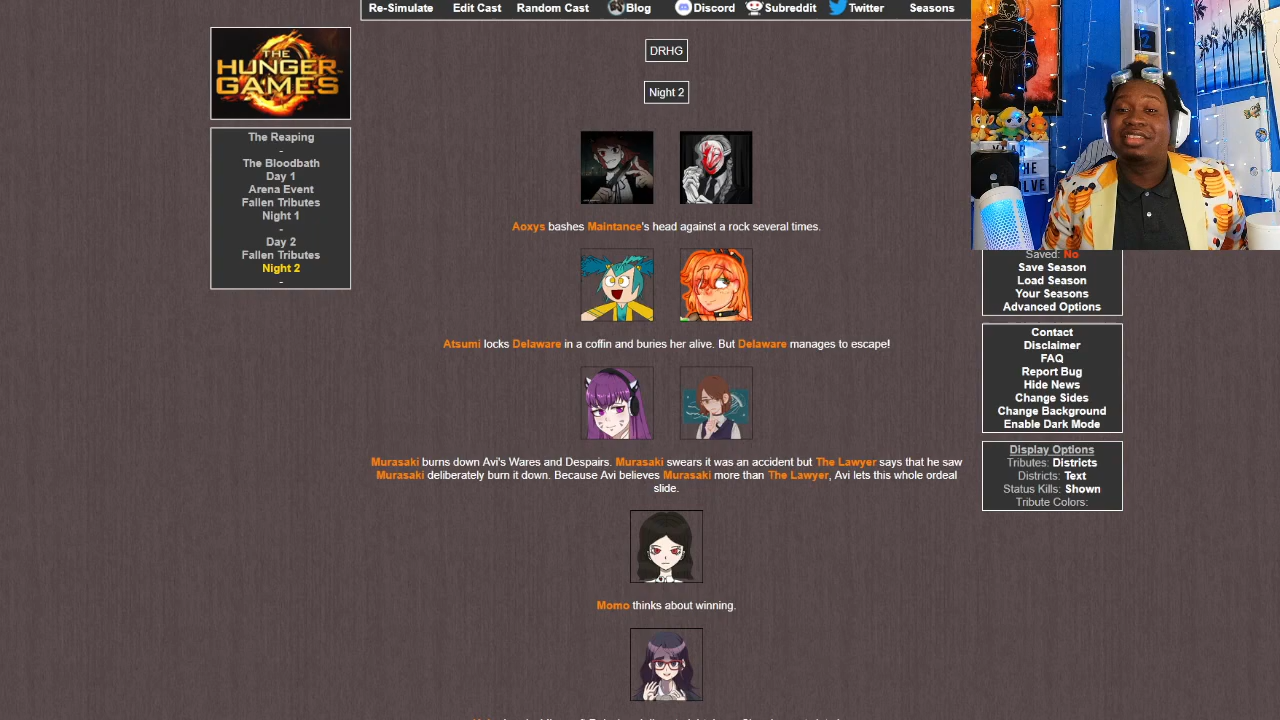 Re-Simulate Edit Cast Random Cast Blog Discord Subreddit Twitter Seasons
THE
HUNGER
GAMES
The Reaping
-
The Bloodbath
Day 1
Arena Event
Fallen Tributes
Night 1
-
Day 2
Fallen Tributes
Night 2
-
DRHG
Night 2
Aoxys bashes Maintance's head against a rock several times.
Atsumi locks Delaware in a coffin and buries her alive. But Delaware manages to escape!
Murasaki burns down Avi's Wares and Despairs. Murasaki swears it was an accident but The Lawyer says that he saw
Murasaki deliberately burn it down. Because Avi believes Murasaki more than The Lawyer, Avi lets this whole ordeal
slide.
Momo thinks about winning.
YOU
THE
Saved: No
Save Season
Load Season
Your Seasons
Advanced Options
Contact
Disclaimer
FAQ
Report Bug
Hide News
Change Sides
Change Background
Enable Dark Mode
Display Options
Tributes: Districts
Districts: Text
Status Kills: Shown
Tribute Colors: